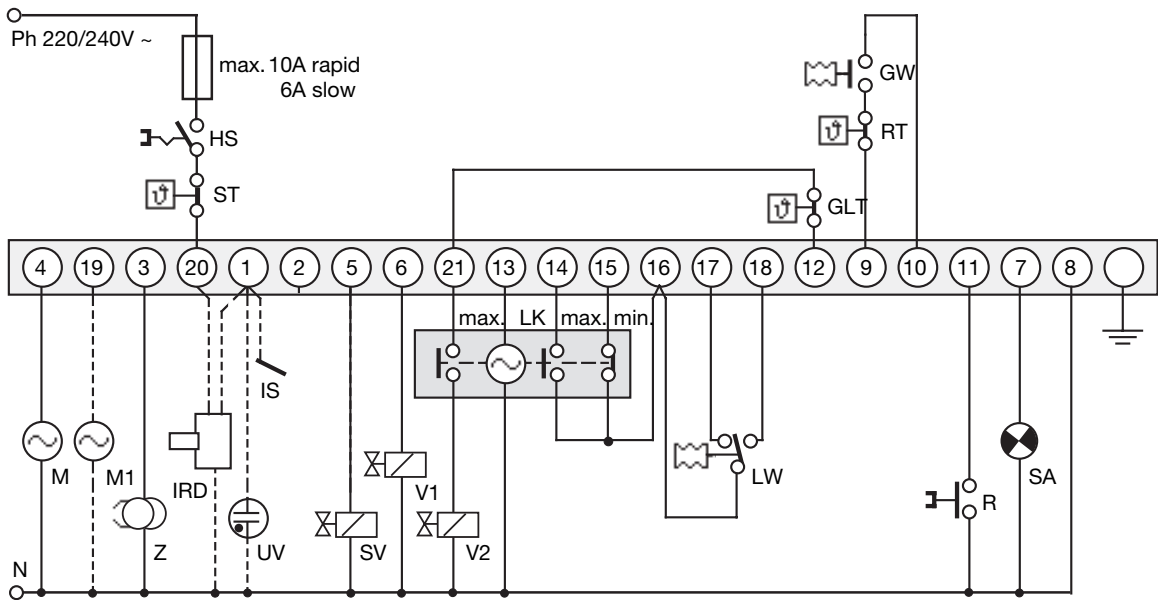 Ph 220/240V ~
max. 10A rapid
6A slow
HS
ST
GW
RT
GLT
ϑ
ϑ
ϑ
4 19 3 20 1 2 5 6 21 13 14 15 16 17 18 12 9 10 11 7 8
max. LK max. min.
IS
M M1 IRD
Z
UV
SV
V1
V2
LW
R
SA
N